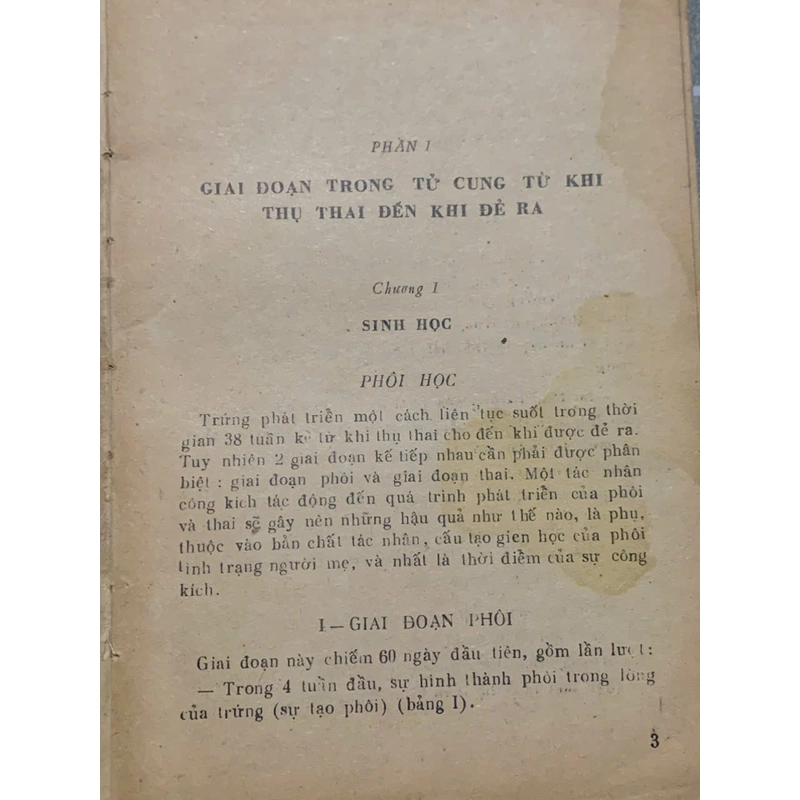 PHẦN I
GIAI ĐOẠN TRONG TỬ CUNG TỪ KHI
THỤ THAI ĐẾN KHI ĐẺ RA
Chương I
SINH HỌC
PHÔI HỌC
Trứng phát triển một cách liên tục suốt trong thời
gian 38 tuần kể từ khi thụ thai cho đến khi được đẻ ra.
Tuy nhiên 2 giai đoạn kế tiếp nhau cần phải được phân
biệt : giai đoạn phôi và giai đoạn thai. Một tác nhân
công kích tác động đến quá trình phát triển của phôi
và thai sẽ gây nên những hậu quả như thế nào, là phụ,
thuộc vào bản chất tác nhân, cấu tạo gien học của phôi
tình trạng người mẹ, và nhất là thời điểm của sự công
kích.
I — GIAI ĐOẠN PHÔI
Giai đoạn này chiếm 60 ngày đầu tiên, gồm lần lượt :
— Trong 4 tuần đầu, sự hình thành phôi trong lòng
của trứng (sự tạo phôi) (bảng I).
3